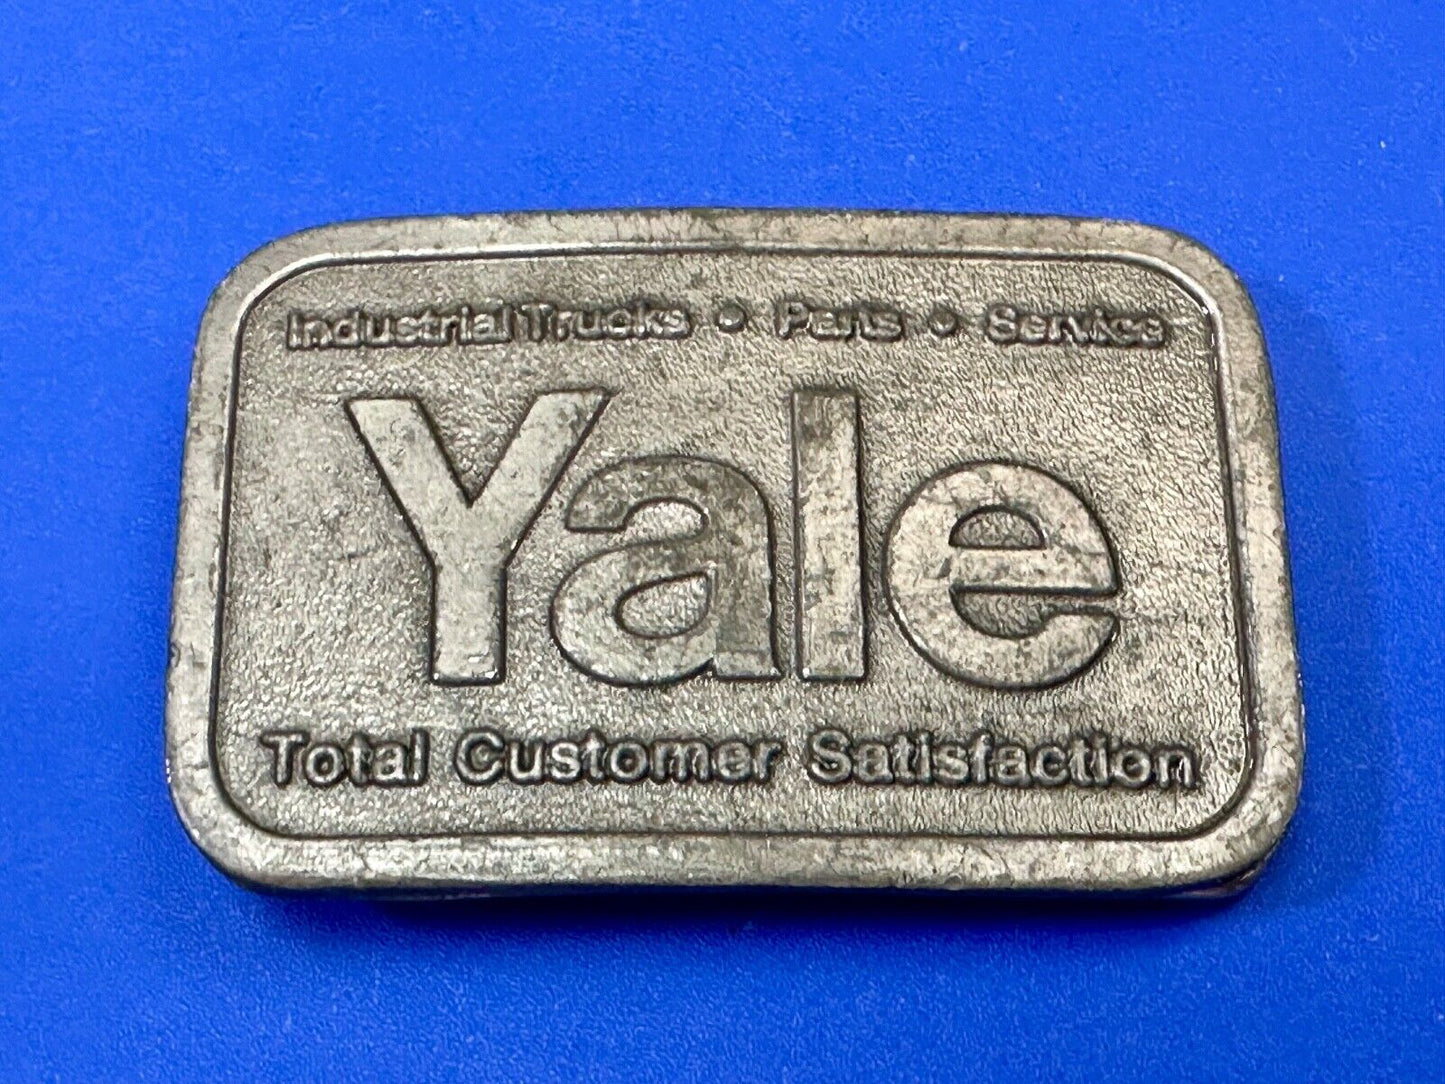 Industrial Trucks • Parts • Service
Yale
Total Customer Satisfaction